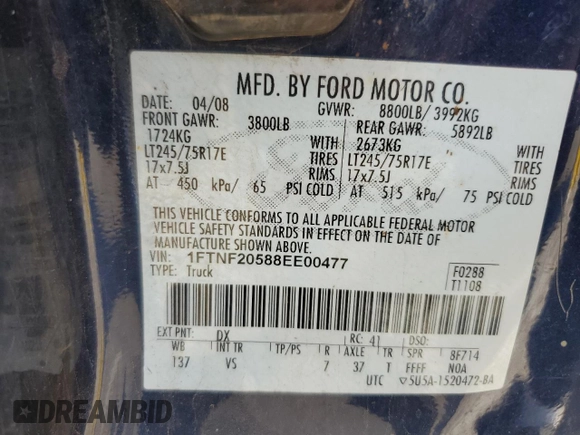 MFD. BY FORD MOTOR CO.
DATE: 04/08 GVWR: 8800LB/ 3992KG
FRONT GAWR: 3800LB REAR GAWR: 5892LB
1724KG WITH 2673KG WITH
LT245/75R17E TIRES LT245/75R17E TIRES
17x7.5J RIMS 17x7.5J RIMS
AT 450 kPa/ 65 PSI COLD AT 515 kPa/ 75 PSI COLD
THIS VEHICLE CONFORMS TO ALL APPLICABLE FEDERAL MOTOR
VEHICLE SAFETY STANDARDS IN EFFECT ON THE DATE OF
MANUFACTURE SHOWN ABOVE.
VIN: 1FTNF20588EE00477 F0288
TYPE: Truck T1108
EXT PNT: DX RC: 41 DSO:
WB INT TR TP/PS R AXLE TR SPR 8F714
137 VS 7 37 T FFFF N0A
UTC 5U5A-1520472-BA
DREAMBID